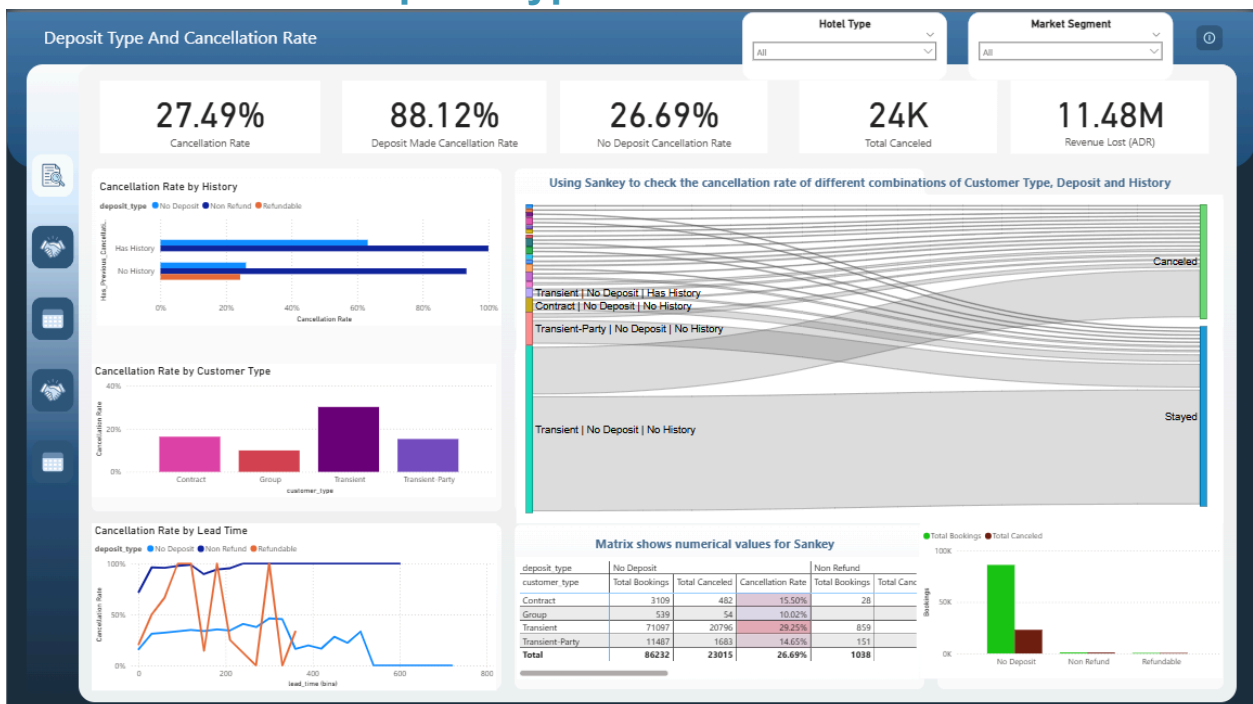 Deposit Type And Cancellation Rate
Hotel Type
All
Market Segment
All
27.49%
Cancellation Rate
88.12%
Deposit Made Cancellation Rate
26.69%
No Deposit Cancellation Rate
24K
Total Canceled
11.48M
Revenue Lost (ADR)
Cancellation Rate by History
deposit_type No Deposit Non Refund Refundable
Has_Previous_Cancellati...
Has History
No History
0% 20% 40% 60% 80% 100%
Cancellation Rate
Cancellation Rate by Customer Type
Cancellation Rate
40%
20%
0%
Contract Group Transient Transient-Party
customer_type
Cancellation Rate by Lead Time
deposit_type No Deposit Non Refund Refundable
Cancellation Rate
100%
50%
0%
0 200 400 600 800
lead_time (bins)
Using Sankey to check the cancellation rate of different combinations of Customer Type, Deposit and History
Canceled
Transient | No Deposit | Has History
Contract | No Deposit | No History
Transient-Party | No Deposit | No History
Stayed
Transient | No Deposit | No History
Matrix shows numerical values for Sankey
deposit_type No Deposit Non Refund
customer_type Total Bookings Total Canceled Cancellation Rate Total Bookings Total Canc
Contract 3109 482 15.50% 28
Group 539 54 10.02%
Transient 71097 20796 29.25% 859
Transient-Party 11487 1683 14.65% 151
Total 86232 23015 26.69% 1038
Total Bookings Total Canceled
Bookings
100K
50K
0K
No Deposit Non Refund Refundable